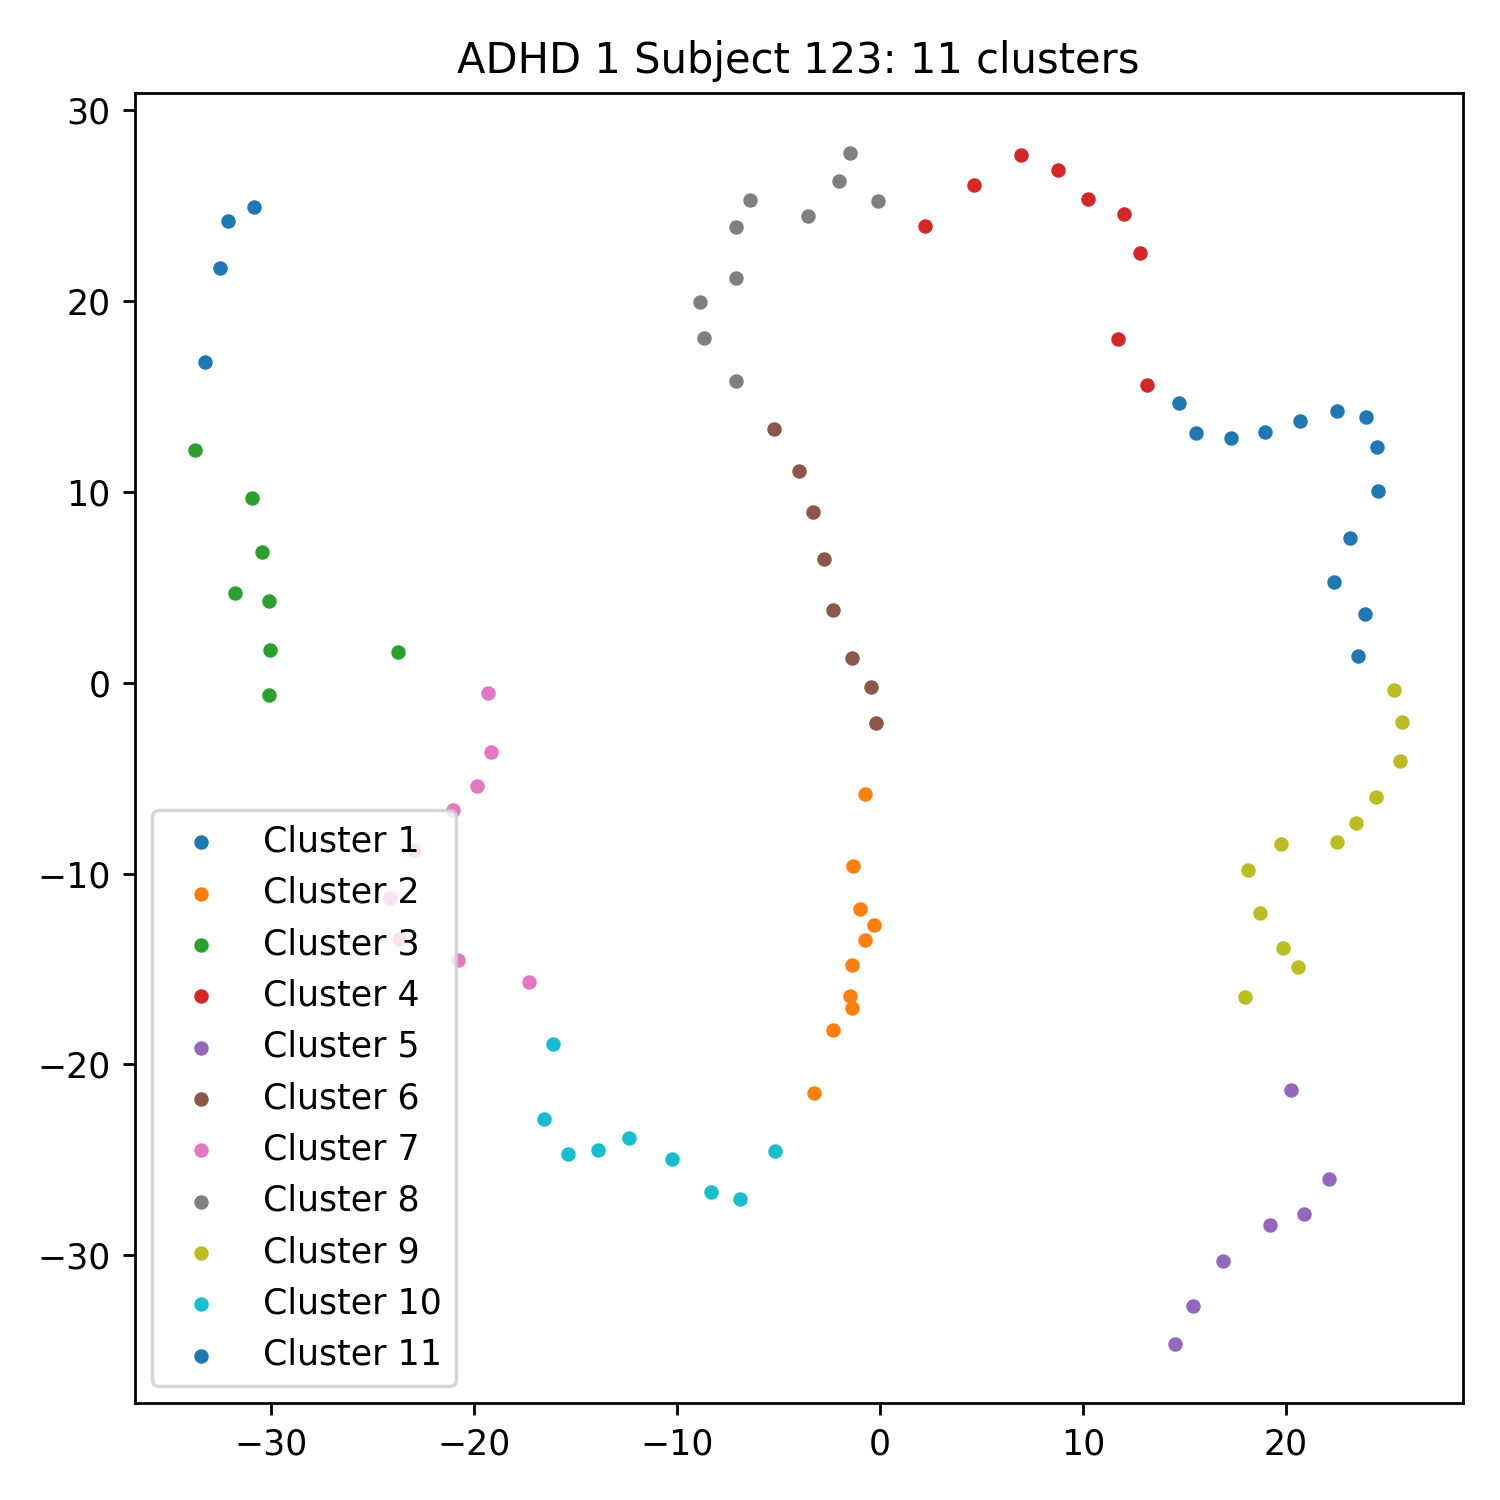 ADHD 1 Subject 123: 11 clusters
30
20
10
0
−10
−20
−30
Cluster 1
Cluster 2
Cluster 3
Cluster 4
Cluster 5
Cluster 6
Cluster 7
Cluster 8
Cluster 9
Cluster 10
Cluster 11
−30 −20 −10 0 10 20